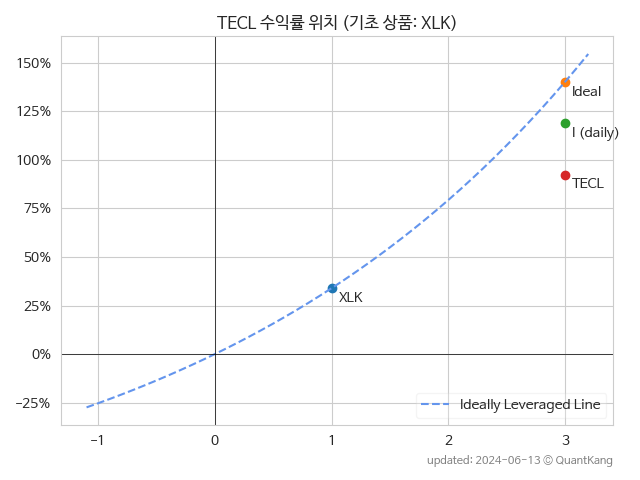 TECL 수익률 위치 (기초 상품: XLK)
150%
125%
100%
75%
50%
25%
0%
−25%
Ideal
I (daily)
TECL
XLK
Ideally Leveraged Line
−1
0
1
2
3
updated: 2024-06-13 © QuantKang